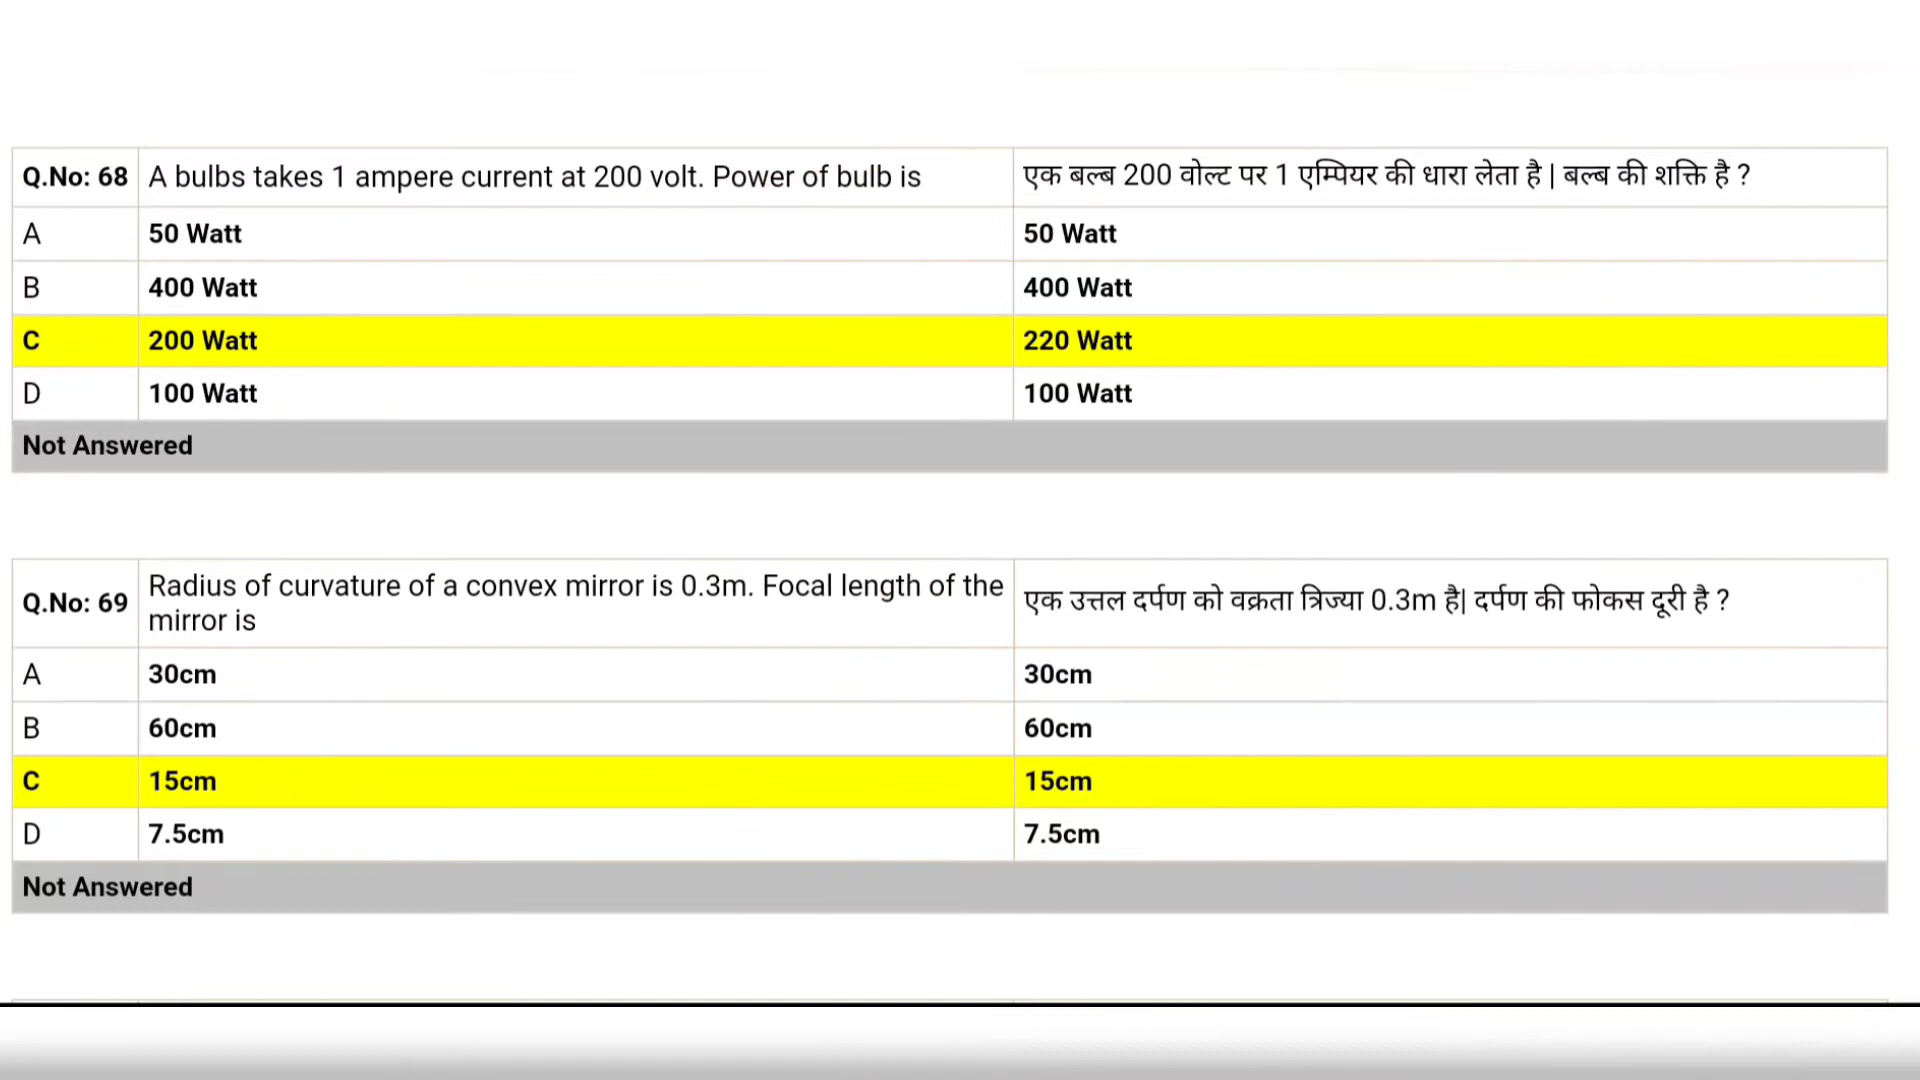 Q.No: 68 A bulbs takes 1 ampere current at 200 volt. Power of bulb is एक बल्ब 200 वोल्ट पर 1 एम्पियर की धारा लेता है | बल्ब की शक्ति है ?
A 50 Watt 50 Watt
B 400 Watt 400 Watt
C 200 Watt 220 Watt
D 100 Watt 100 Watt
Not Answered
Q.No: 69 Radius of curvature of a convex mirror is 0.3m. Focal length of the
mirror is एक उत्तल दर्पण को वक्रता त्रिज्या 0.3m है| दर्पण की फोकस दूरी है ?
A 30cm 30cm
B 60cm 60cm
C 15cm 15cm
D 7.5cm 7.5cm
Not Answered